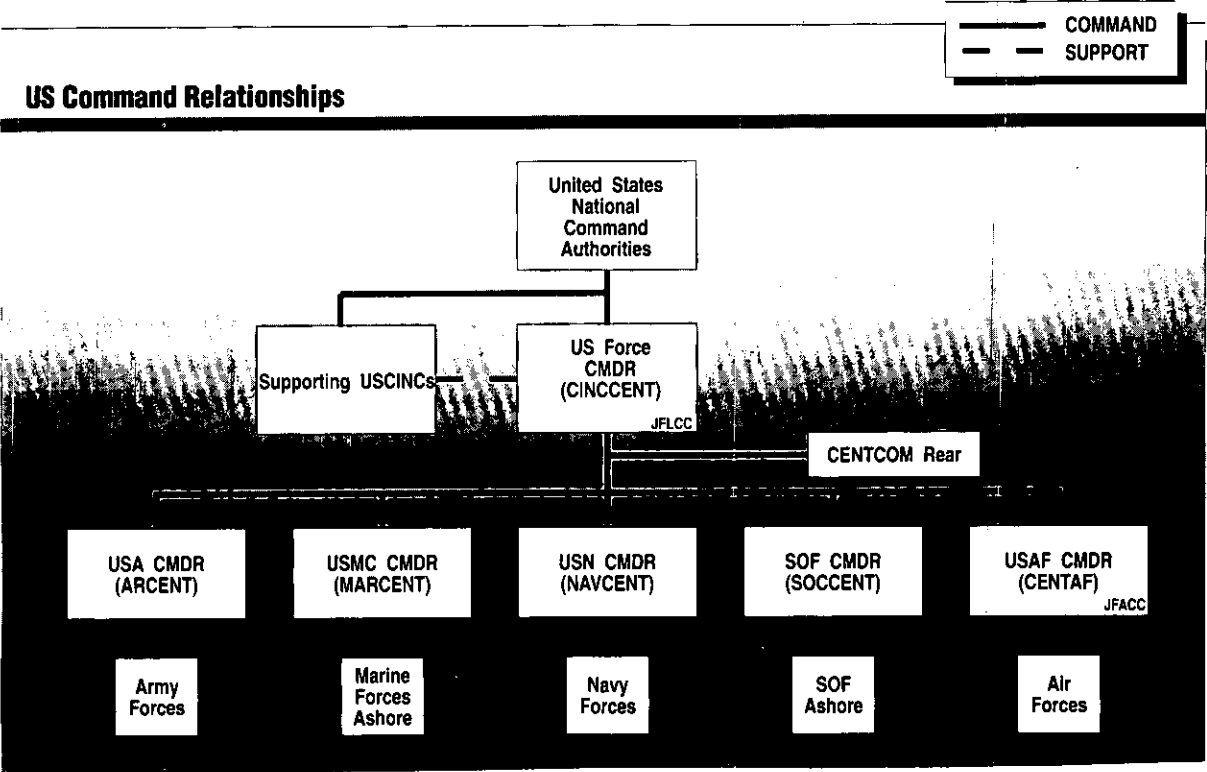 COMMAND
SUPPORT
US Command Relationships
United States
National
Command
Authorities
Supporting USCINCs
US Force
CMDR
(CINCCENT)
JFLCC
CENTCOM Rear
USA CMDR
(ARCENT)
USMC CMDR
(MARCENT)
USN CMDR
(NAVCENT)
SOF CMDR
(SOCCENT)
USAF CMDR
(CENTAF)
JFACC
Army
Forces
Marine
Forces
Ashore
Navy
Forces
SOF
Ashore
Air
Forces